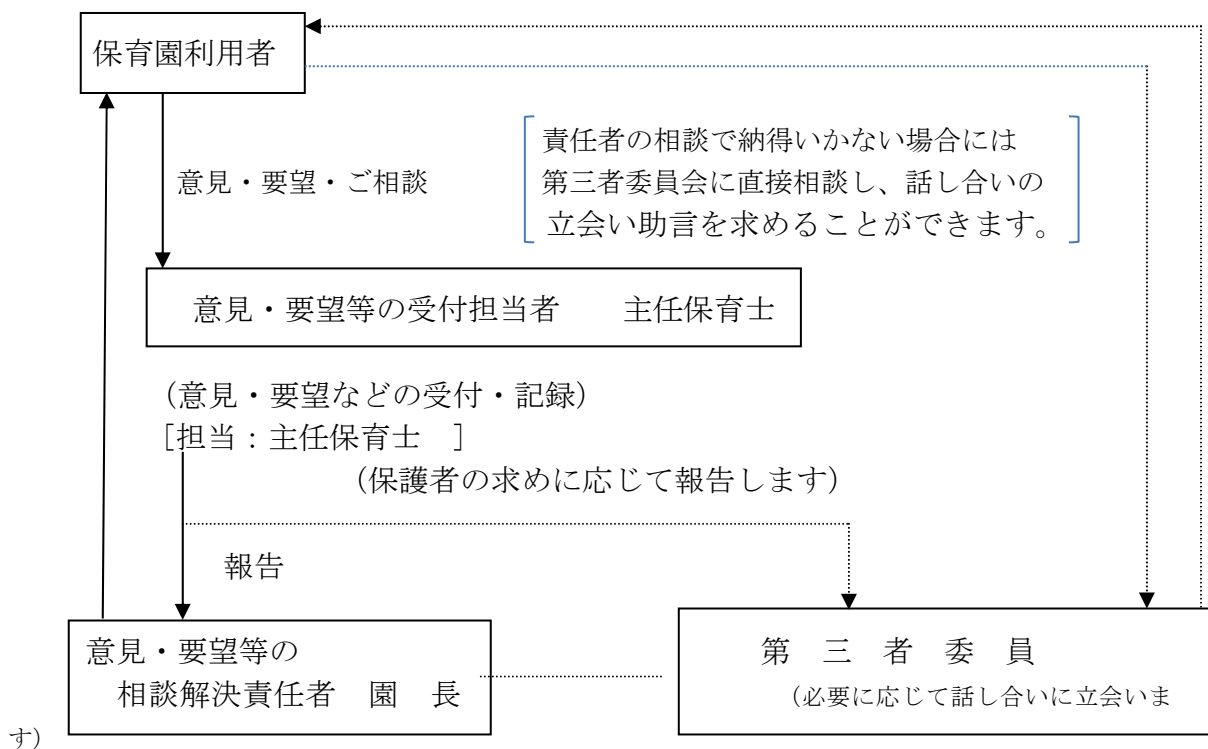 保育園利用者
責任者の相談で納得いかない場合には
意見・要望・ご相談
第三者委員会に直接相談し、話し合いの
立会い助言を求めることができます。
意見・要望等の受付担当者　　主任保育士
（意見・要望などの受付・記録）
［担当：主任保育士　］
（保護者の求めに応じて報告します）
報告
意見・要望等の
相談解決責任者　園　長
第　三　者　委　員
（必要に応じて話し合いに立会いま
す）